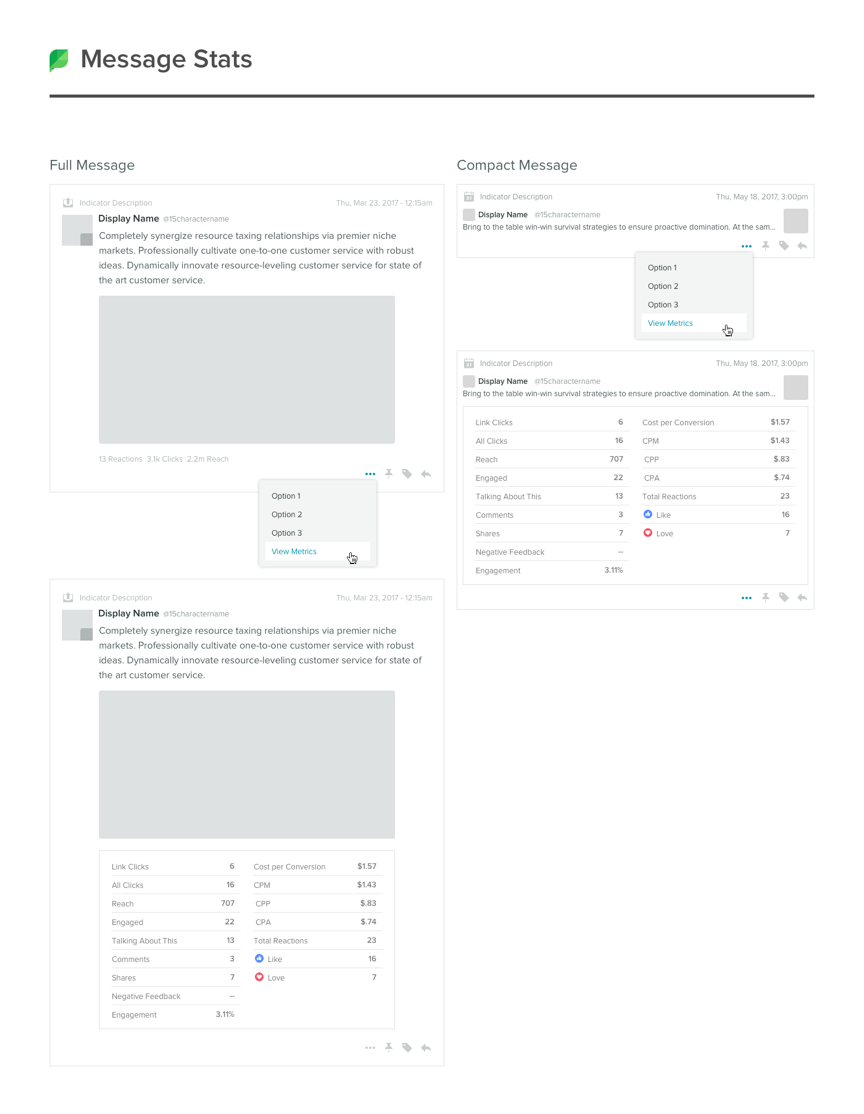 Message Stats
Full Message
Indicator Description Thu, Mar 23, 2017 - 12:15am
Display Name @15charactername
Completely synergize resource taxing relationships via premier niche
markets. Professionally cultivate one-to-one customer service with robust
ideas. Dynamically innovate resource-leveling customer service for state of
the art customer service.
13 Reactions 3.1k Clicks 2.2m Reach
Option 1
Option 2
Option 3
View Metrics
Indicator Description Thu, Mar 23, 2017 - 12:15am
Display Name @15charactername
Completely synergize resource taxing relationships via premier niche
markets. Professionally cultivate one-to-one customer service with robust
ideas. Dynamically innovate resource-leveling customer service for state of
the art customer service.
Link Clicks 6 Cost per Conversion $1.57
All Clicks 16 CPM $1.43
Reach 707 CPP $.83
Engaged 22 CPA $.74
Talking About This 13 Total Reactions 23
Comments 3 Like 16
Shares 7 Love 7
Negative Feedback --
Engagement 3.11%
Compact Message
Indicator Description Thu, May 18, 2017, 3:00pm
Display Name @15charactername
Bring to the table win-win survival strategies to ensure proactive domination. At the sam...
Option 1
Option 2
Option 3
View Metrics
Indicator Description Thu, May 18, 2017, 3:00pm
Display Name @15charactername
Bring to the table win-win survival strategies to ensure proactive domination. At the sam...
Link Clicks 6 Cost per Conversion $1.57
All Clicks 16 CPM $1.43
Reach 707 CPP $.83
Engaged 22 CPA $.74
Talking About This 13 Total Reactions 23
Comments 3 Like 16
Shares 7 Love 7
Negative Feedback --
Engagement 3.11%